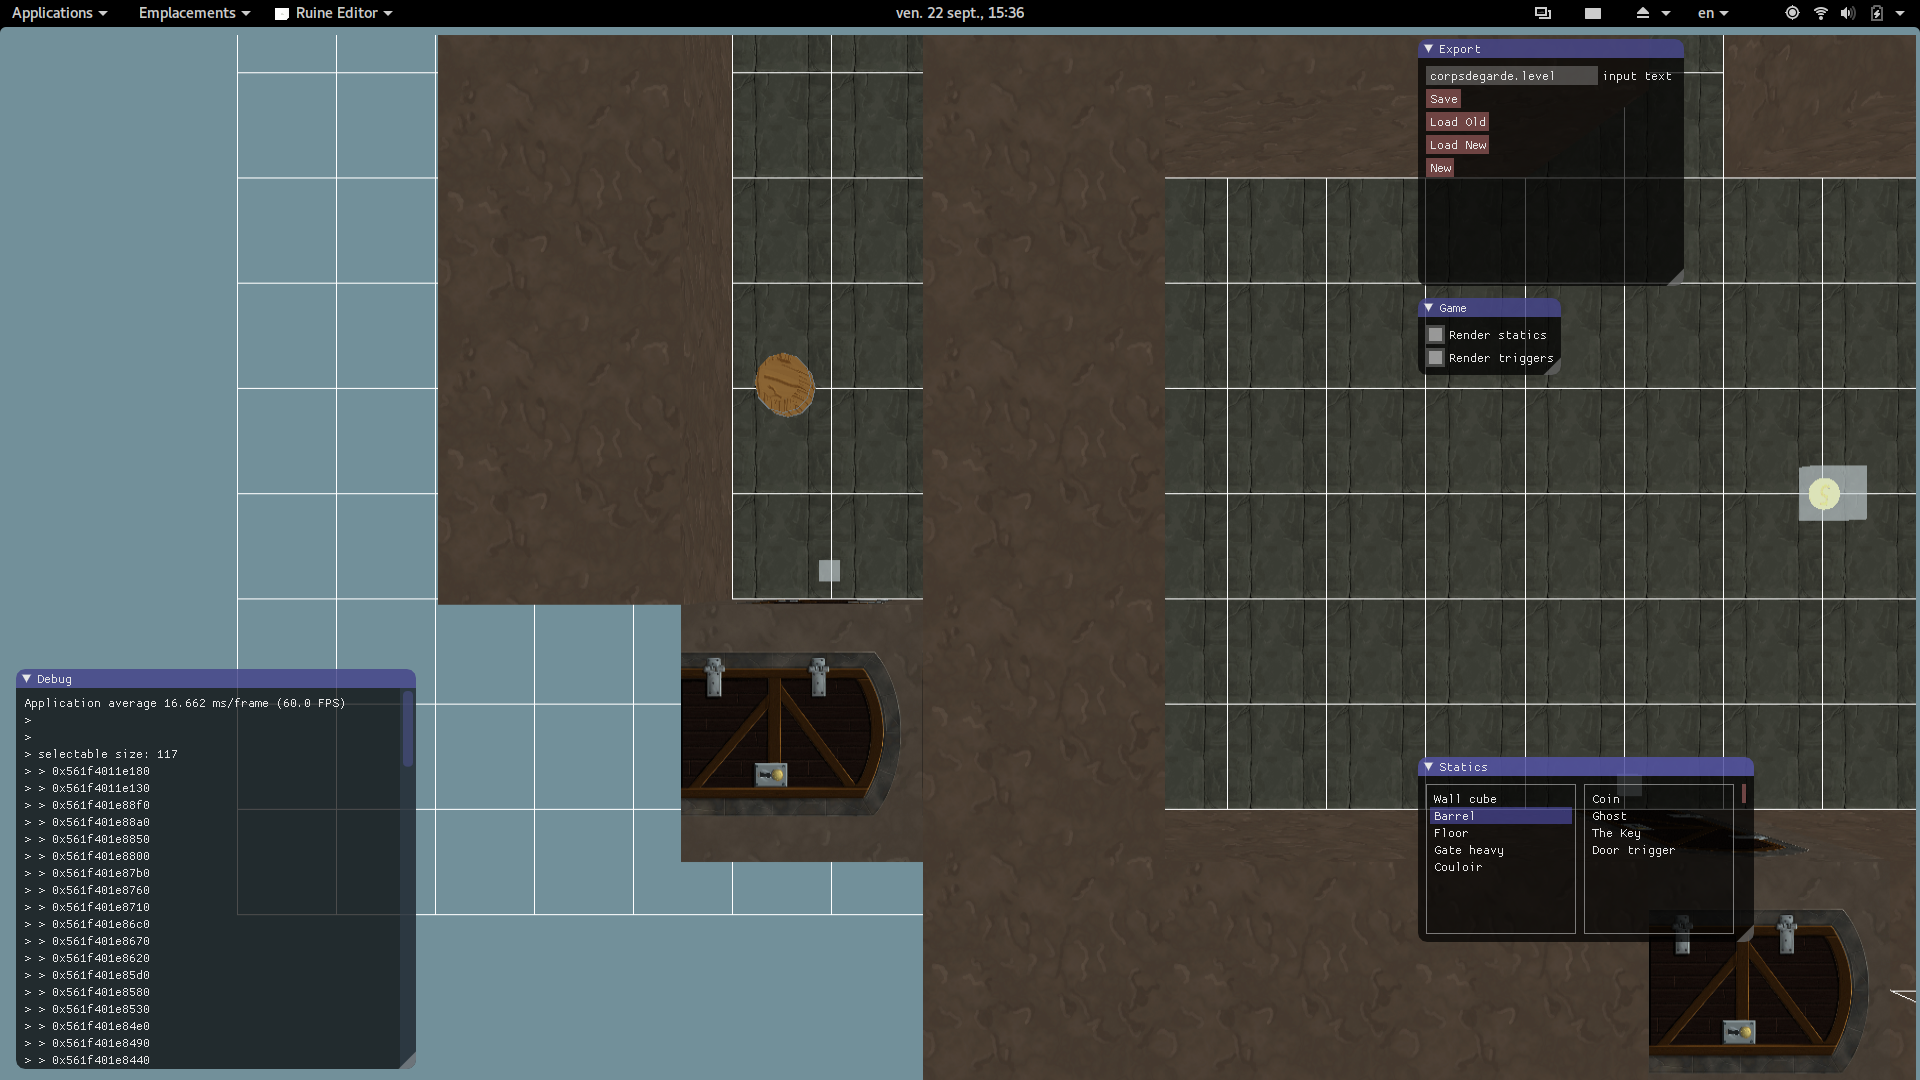 Applications Emplacements Ruine Editor ven. 22 sept., 15:36 en
Export
corpsdegarde.level input text
Save
Load Old
Load New
New
Game
Render statics
Render triggers
Debug
Application average 16.662 ms/frame (60.0 FPS)
>
>
> selectable size: 117
> > 0x561f4011e180
> > 0x561f4011e130
> > 0x561f401e88f0
> > 0x561f401e88a0
> > 0x561f401e8850
> > 0x561f401e8800
> > 0x561f401e87b0
> > 0x561f401e8760
> > 0x561f401e8710
> > 0x561f401e86c0
> > 0x561f401e8670
> > 0x561f401e8620
> > 0x561f401e85d0
> > 0x561f401e8580
> > 0x561f401e8530
> > 0x561f401e84e0
> > 0x561f401e8490
> > 0x561f401e8440
Statics
Wall cube
Barrel
Floor
Gate heavy
Couloir
Coin
Ghost
The Key
Door trigger